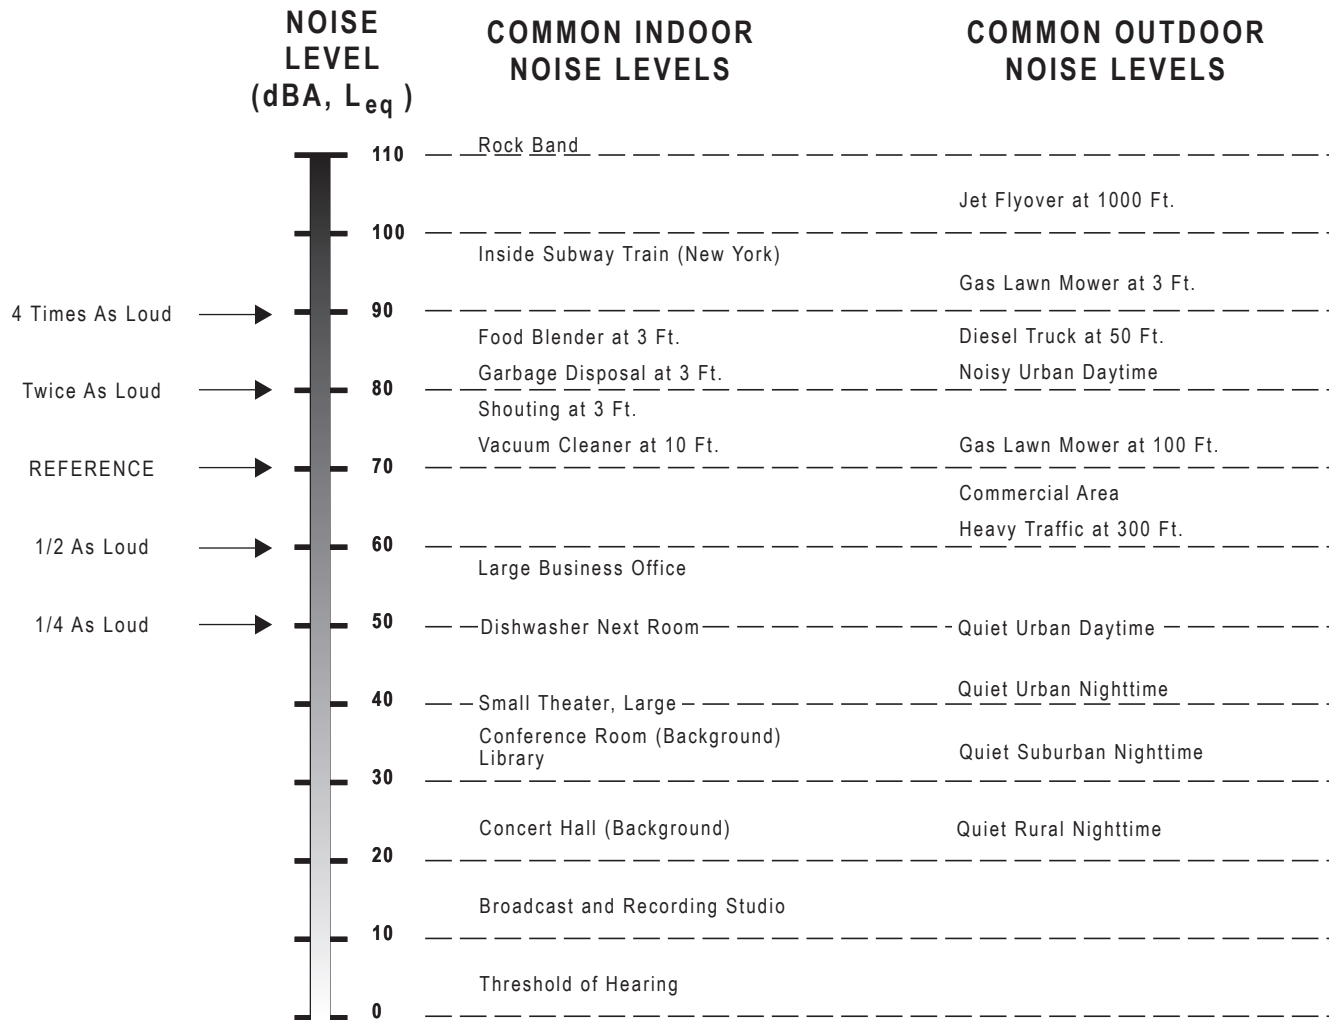 NOISE
LEVEL
(dBA, Leq )
COMMON INDOOR
NOISE LEVELS
COMMON OUTDOOR
NOISE LEVELS
110
Rock Band
Jet Flyover at 1000 Ft.
100
Inside Subway Train (New York)
Gas Lawn Mower at 3 Ft.
4 Times As Loud
90
Food Blender at 3 Ft.
Diesel Truck at 50 Ft.
Garbage Disposal at 3 Ft.
Noisy Urban Daytime
Twice As Loud
80
Shouting at 3 Ft.
Vacuum Cleaner at 10 Ft.
Gas Lawn Mower at 100 Ft.
REFERENCE
70
Commercial Area
Heavy Traffic at 300 Ft.
1/2 As Loud
60
Large Business Office
1/4 As Loud
50
Dishwasher Next Room
Quiet Urban Daytime
Quiet Urban Nighttime
40
Small Theater, Large
Conference Room (Background)
Library
Quiet Suburban Nighttime
30
Concert Hall (Background)
Quiet Rural Nighttime
20
Broadcast and Recording Studio
10
Threshold of Hearing
0